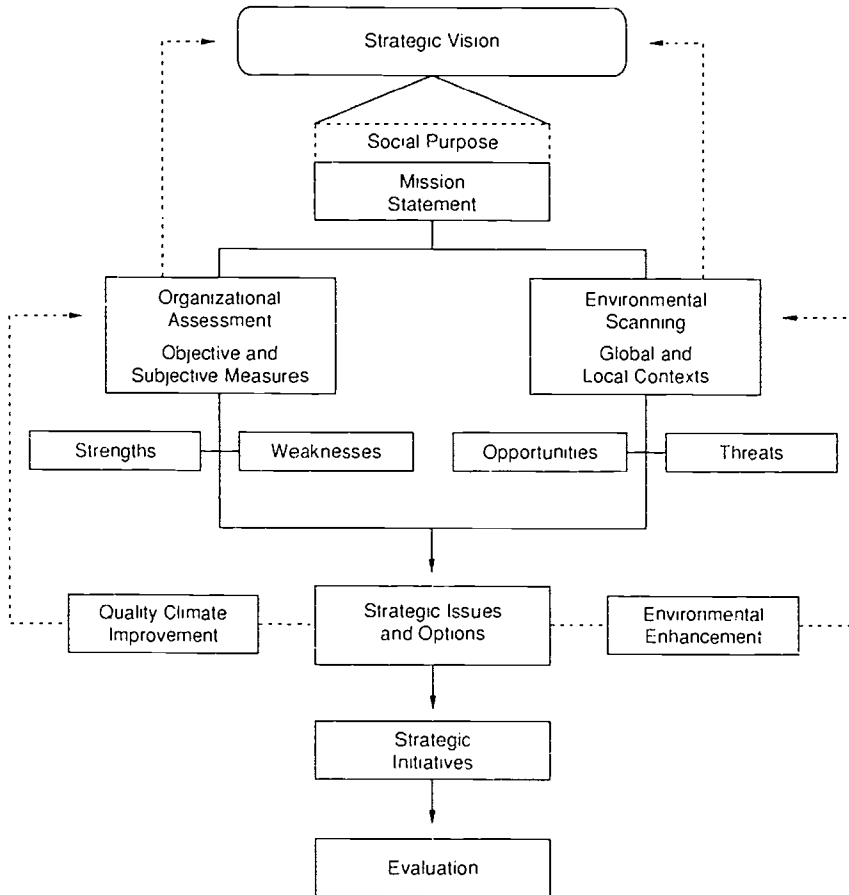 Strategic Vision
Social Purpose
Mission
Statement
Organizational
Assessment
Objective and
Subjective Measures
Environmental
Scanning
Global and
Local Contexts
Strengths
Weaknesses
Opportunities
Threats
Quality Climate
Improvement
Strategic Issues
and Options
Environmental
Enhancement
Strategic
Initiatives
Evaluation